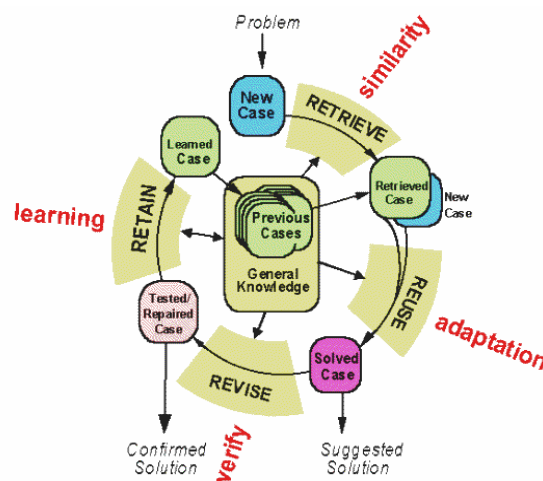 Problem
similarity
New
Case
RETRIEVE
Learned
Case
Retrieved
Case
New
Case
Previous
Cases
learning
RETAIN
General
Knowledge
REUSE
adaptation
Tested/
Repaired
Case
Solved
Case
REVISE
verify
Confirmed
Solution
Suggested
Solution